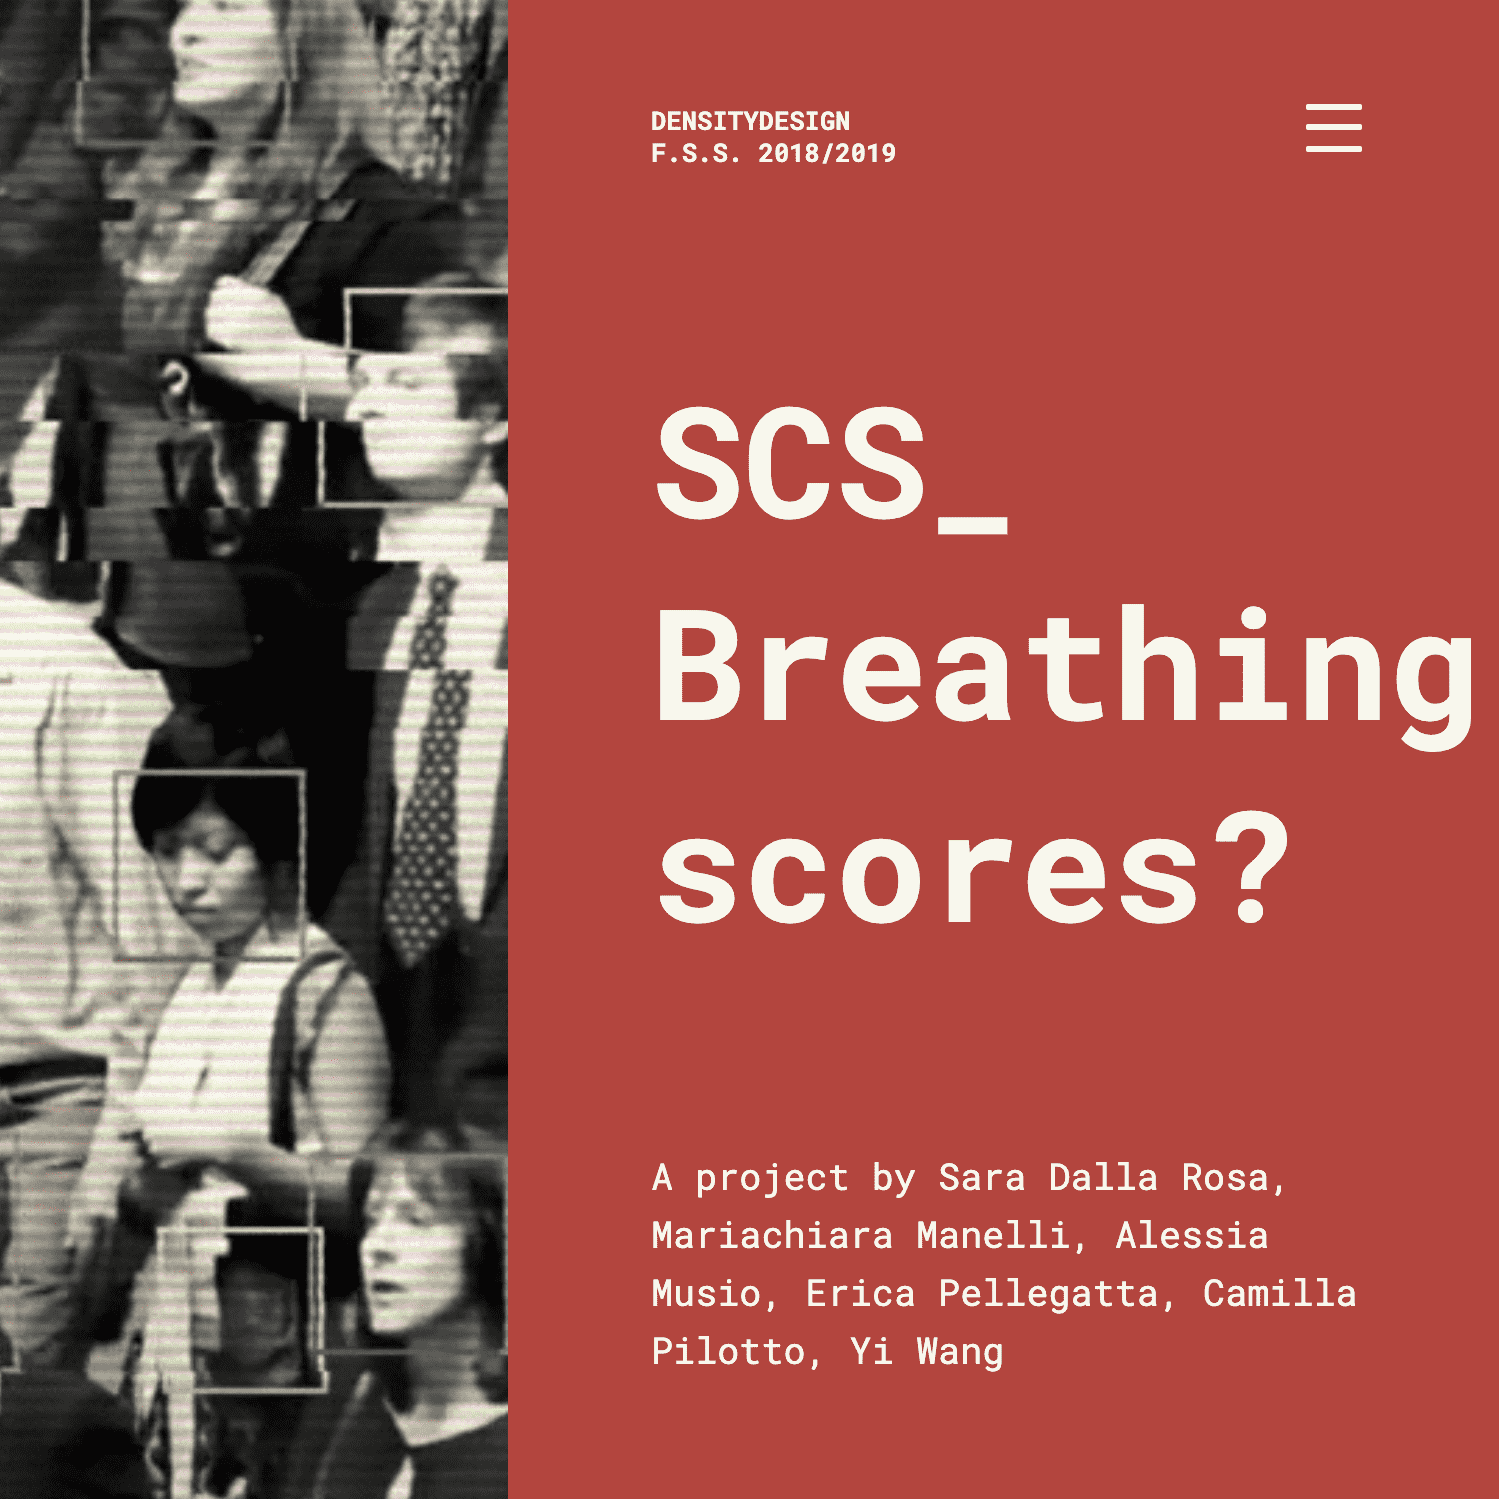 DENSITYDESIGN
F.S.S. 2018/2019
SCS_
Breathing
scores?
A project by Sara Dalla Rosa,
Mariachiara Manelli, Alessia
Musio, Erica Pellegatta, Camilla
Pilotto, Yi Wang